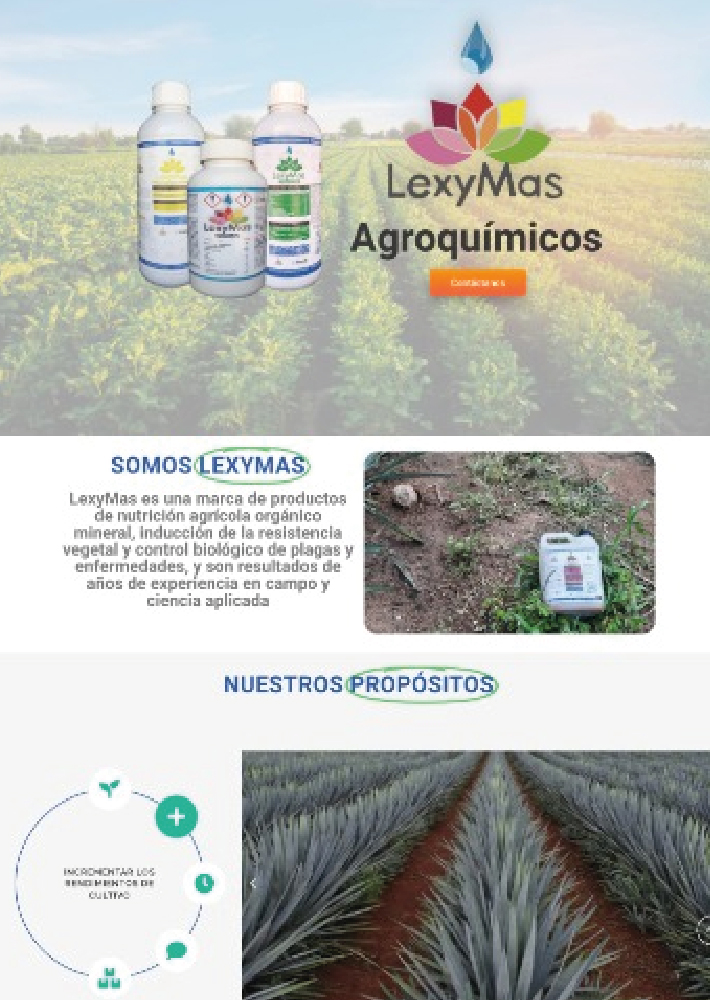 LexyMas
Agroquímicos
Contáctanos
LexyMas
SOMOS LEXYMAS
LexyMas es una marca de productos
de nutrición agrícola orgánico
mineral, inducción de la resistencia
vegetal y control biológico de plagas y
enfermedades, y son resultados de
años de experiencia en campo y
ciencia aplicada
NUESTROS PROPÓSITOS
INCREMENTAR LOS
RENDIMIENTOS DE
CULTIVO